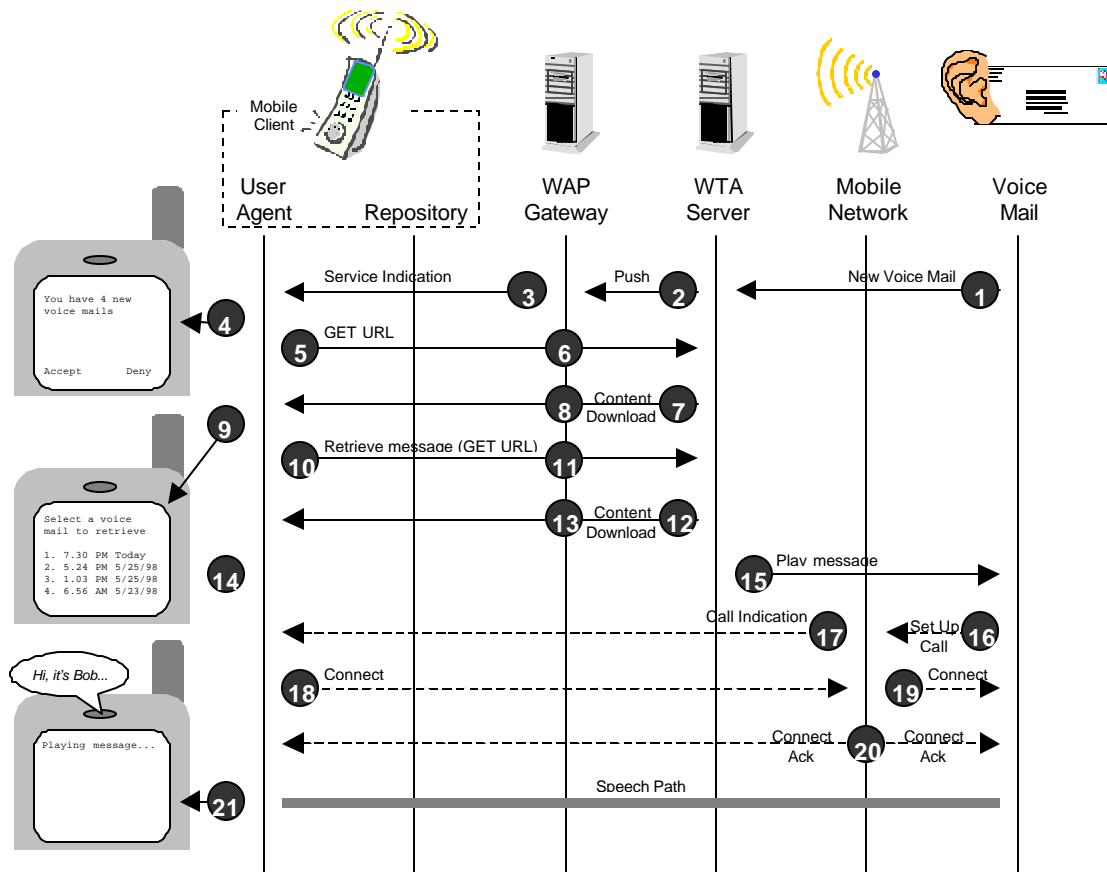 Mobile
Client
User
Agent
Repository
WAP
Gateway
WTA
Server
Mobile
Network
Voice
Mail
Service Indication
3
Push
2
New Voice Mail
1
You have 4 new
voice mails
Accept Deny
4
5
GET URL
6
8
Content
Download
7
9
10
Retrieve message (GET URL)
11
13
Content
Download
12
Select a voice
mail to retrieve
1. 7.30 PM Today
2. 5.24 PM 5/25/98
3. 1.03 PM 5/25/98
4. 6.56 AM 5/23/98
14
15
Play message
Call Indication
17
Set Up
Call
16
Hi, it's Bob...
18
Connect
19
Connect
Playing message...
Connect
Ack
20
Connect
Ack
21
Speech Path